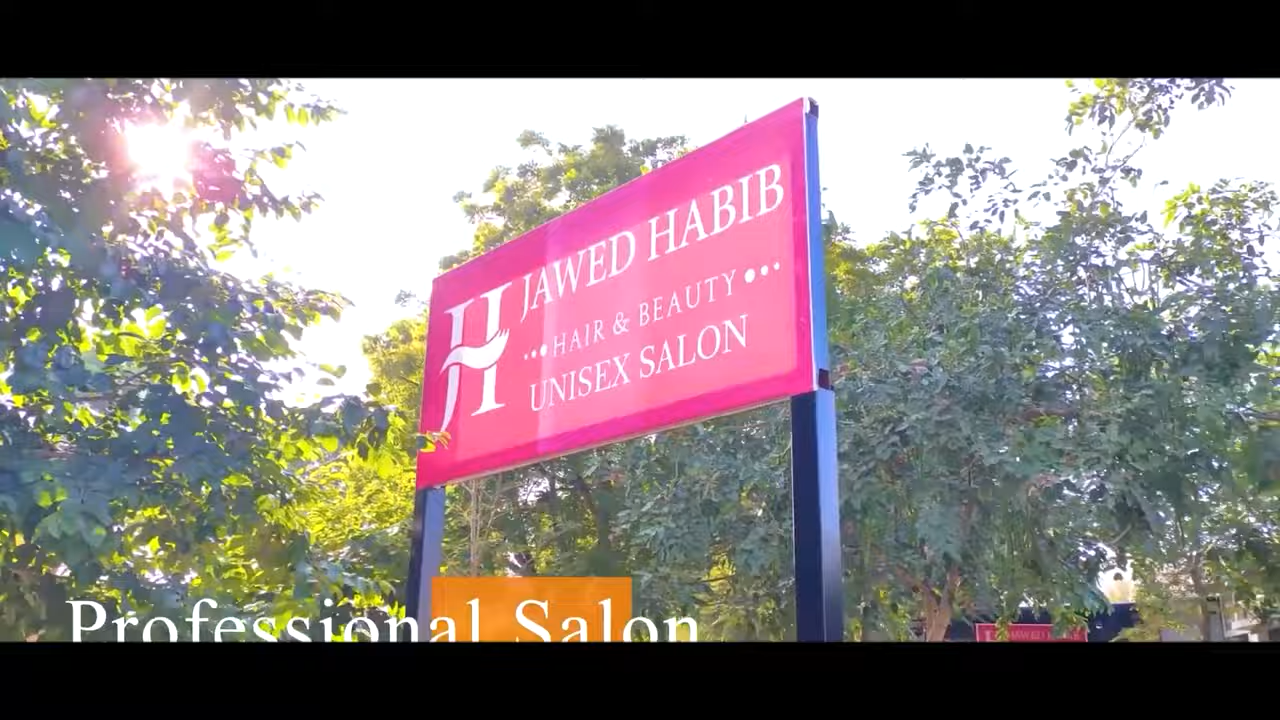 JAWED HABIB
HAIR & BEAUTY
UNISEX SALON
Professional Salon